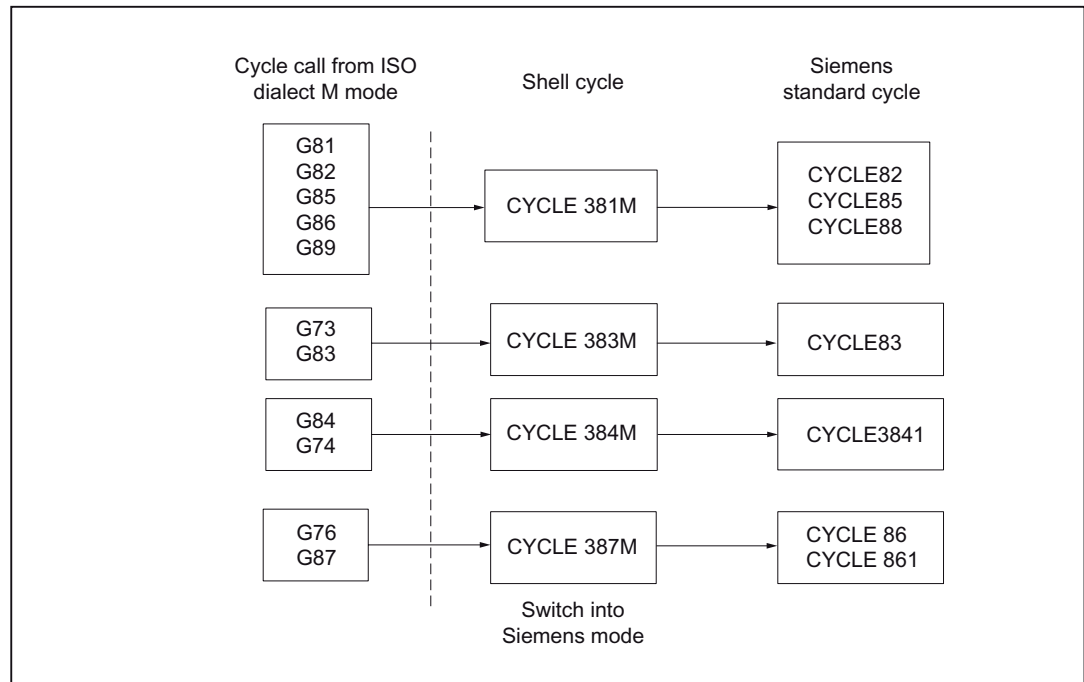 Cycle call from ISO
dialect M mode
Shell cycle
Siemens
standard cycle
G81
G82
G85
G86
G89
CYCLE 381M
CYCLE82
CYCLE85
CYCLE88
G73
G83
CYCLE 383M
CYCLE83
G84
G74
CYCLE 384M
CYCLE3841
G76
G87
CYCLE 387M
CYCLE 86
CYCLE 861
Switch into
Siemens mode